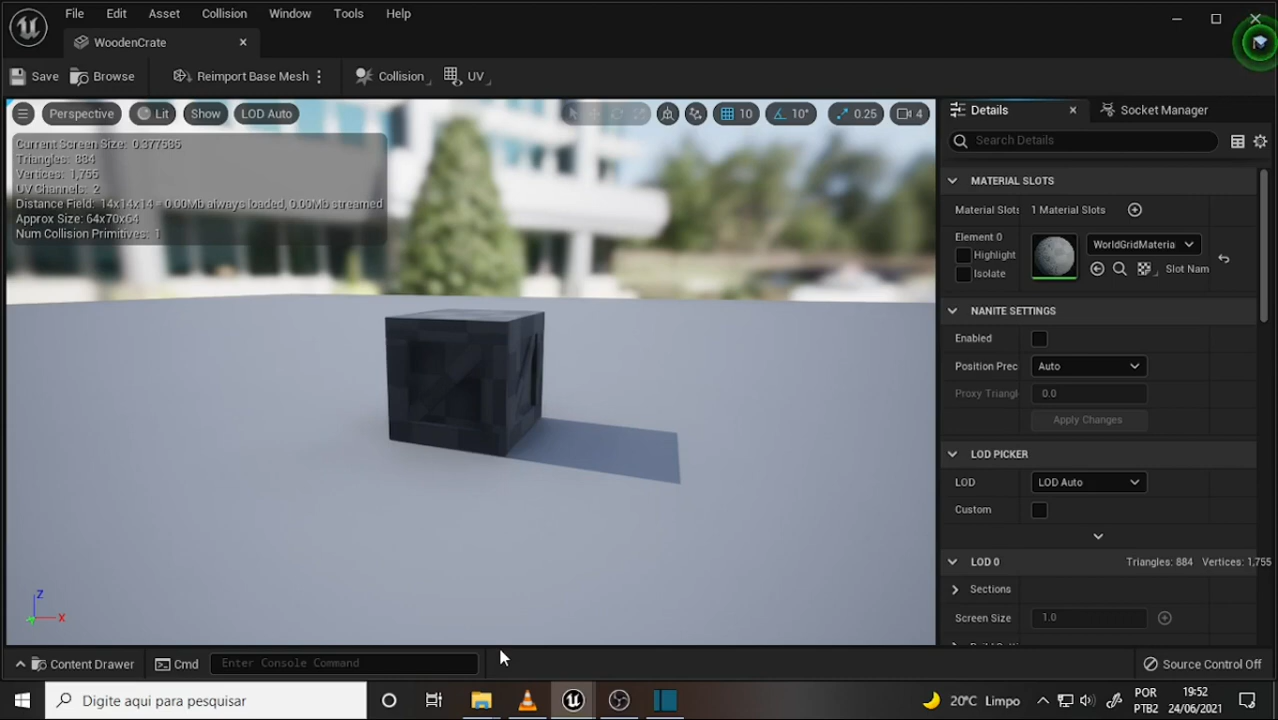 File Edit Asset Collision Window Tools Help
WoodenCrate
Save Browse Reimport Base Mesh Collision UV
Perspective Lit Show LOD Auto 10 10° 0.25 4
Current Screen Size: 0.377586
Triangles: 884
Vertices: 1,755
UV Channels: 2
Distance Field: 14x14x14 = 0.00Mb always loaded, 0.00Mb streamed
Approx Size: 64x70x64
Num Collision Primitives: 1
Z
X
Details Socket Manager
Search Details
MATERIAL SLOTS
Material Slots 1 Material Slots
Element 0
Highlight
Isolate
WorldGridMateria
Slot Nam
NANITE SETTINGS
Enabled
Position Prec Auto
Proxy Triangl 0.0
Apply Changes
LOD PICKER
LOD LOD Auto
Custom
LOD 0 Triangles: 884 Vertices: 1,755
Sections
Screen Size 1.0
Content Drawer Cmd Enter Console Command Source Control Off
Digite aqui para pesquisar
20°C Limpo
POR
PTB2
19:52
24/06/2021